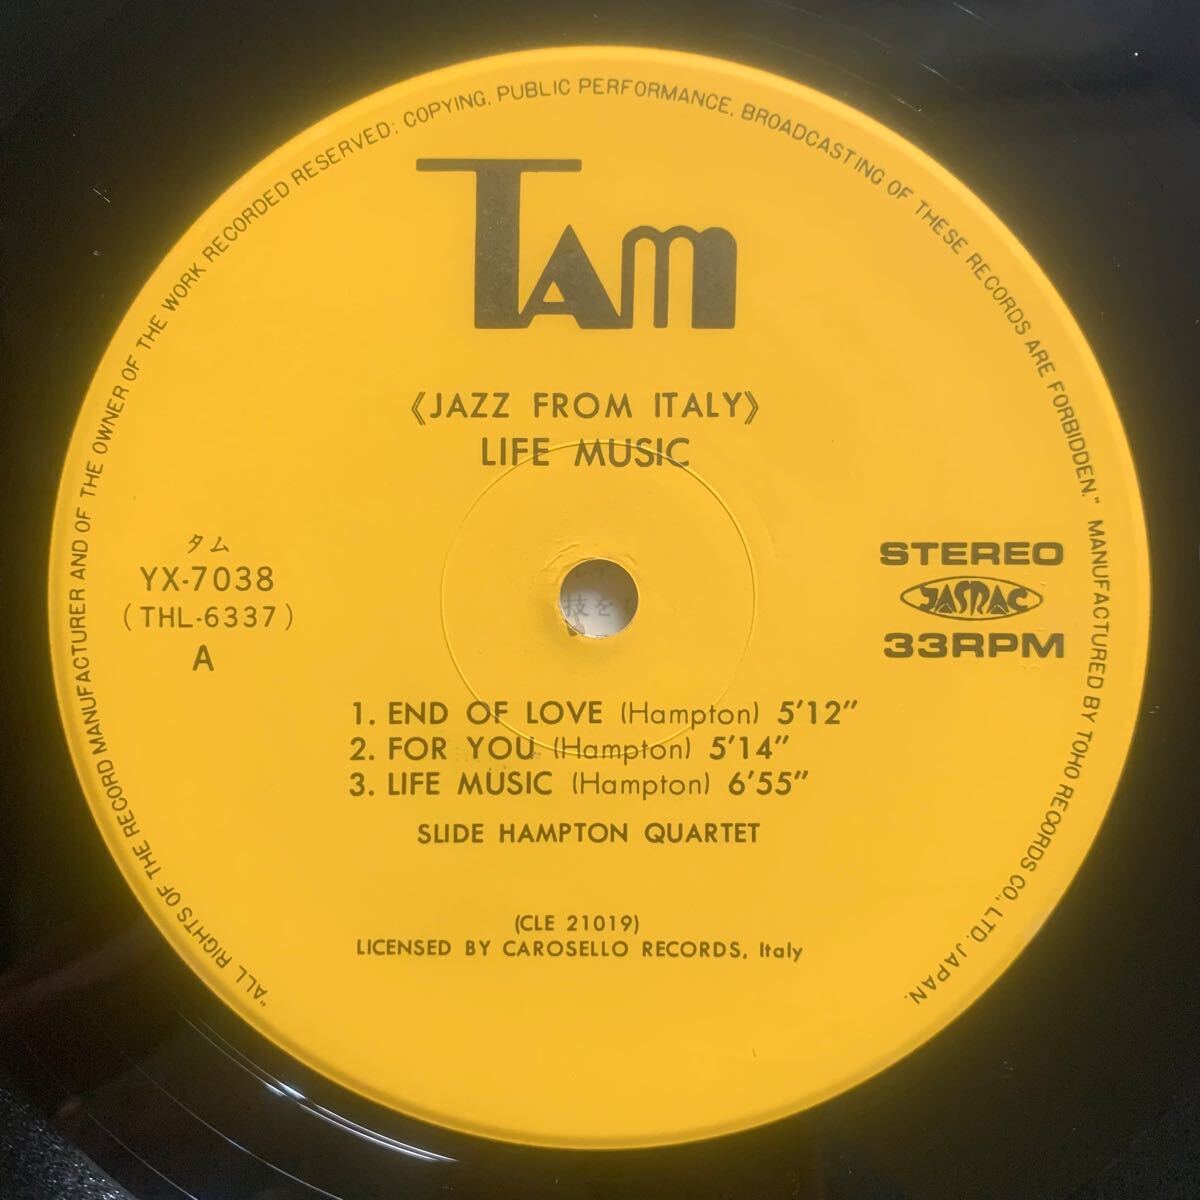 "ALL RIGHTS OF THE RECORD MANUFACTURER AND OF THE OWNER OF THE WORK RECORDED RESERVED: COPYING, PUBLIC PERFORMANCE, BROADCASTING OF THESE RECORDS ARE FORBIDDEN." MANUFACTURED BY TOHO RECORDS CO., LTD. JAPAN.
TAM
《JAZZ FROM ITALY》
LIFE MUSIC
タム
YX-7038
(THL-6337)
A
STEREO
JASRAC
33RPM
技を
1. END OF LOVE (Hampton) 5'12"
2. FOR YOU (Hampton) 5'14"
3. LIFE MUSIC (Hampton) 6'55"
SLIDE HAMPTON QUARTET
(CLE 21019)
LICENSED BY CAROSELLO RECORDS, Italy